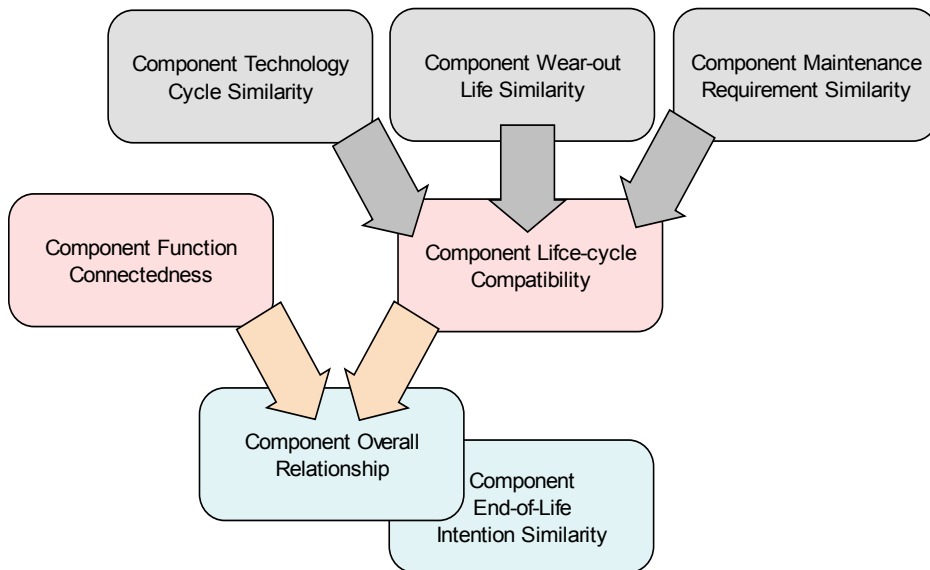 Component Technology
Cycle Similarity
Component Wear-out
Life Similarity
Component Maintenance
Requirement Similarity
Component Function
Connectedness
Component Lifce-cycle
Compatibility
Component Overall
Relationship
Component
End-of-Life
Intention Similarity